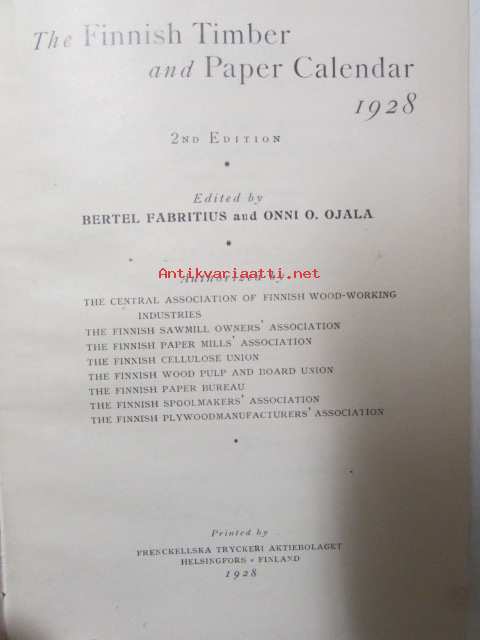 The Finnish Timber
and Paper Calendar
1928
2ND EDITION
Edited by
BERTEL FABRITIUS and ONNI O. OJALA
Antikvariaatti.net
Authorized by
THE CENTRAL ASSOCIATION OF FINNISH WOOD-WORKING
INDUSTRIES
THE FINNISH SAWMILL OWNERS' ASSOCIATION
THE FINNISH PAPER MILLS' ASSOCIATION
THE FINNISH CELLULOSE UNION
THE FINNISH WOOD PULP AND BOARD UNION
THE FINNISH PAPER BUREAU
THE FINNISH SPOOLMAKERS' ASSOCIATION
THE FINNISH PLYWOODMANUFACTURERS' ASSOCIATION
Printed by
FRENCKELLSKA TRYCKERI AKTIEBOLAGET
HELSINGFORS • FINLAND
1928